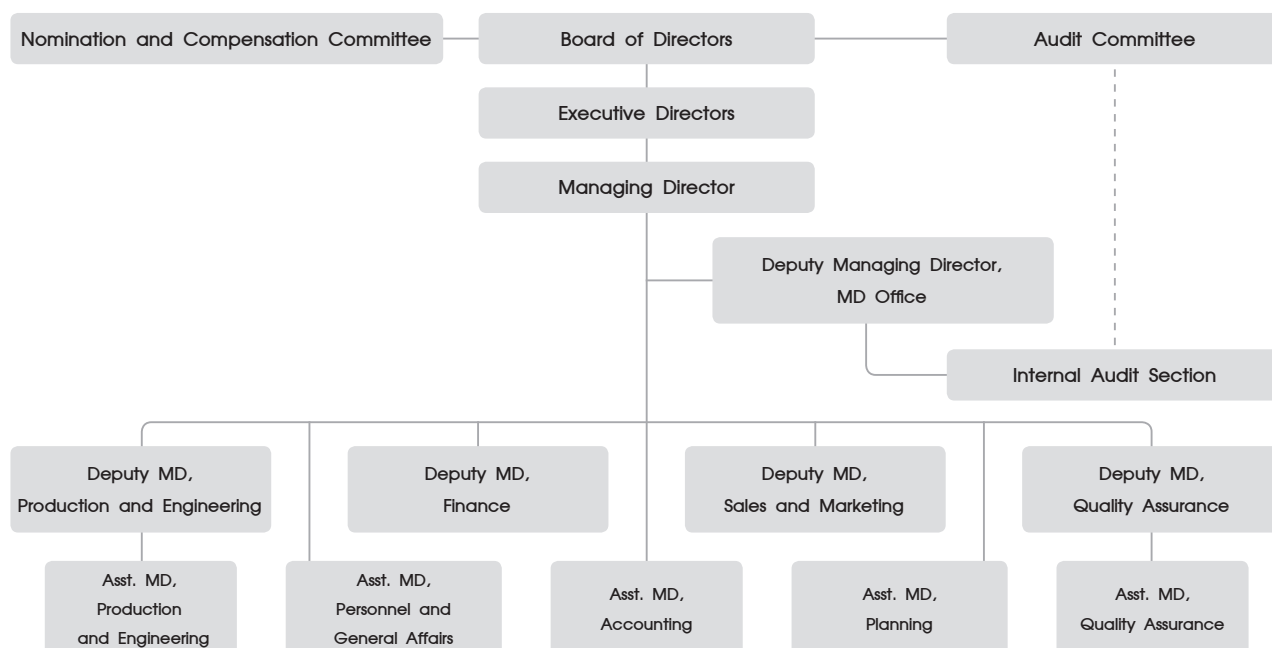 Nomination and Compensation Committee
Board of Directors
Audit Committee
Executive Directors
Managing Director
Deputy Managing Director,
MD Office
Internal Audit Section
Deputy MD,
Production and Engineering
Deputy MD,
Finance
Deputy MD,
Sales and Marketing
Deputy MD,
Quality Assurance
Asst. MD,
Production
and Engineering
Asst. MD,
Personnel and
General Affairs
Asst. MD,
Accounting
Asst. MD,
Planning
Asst. MD,
Quality Assurance